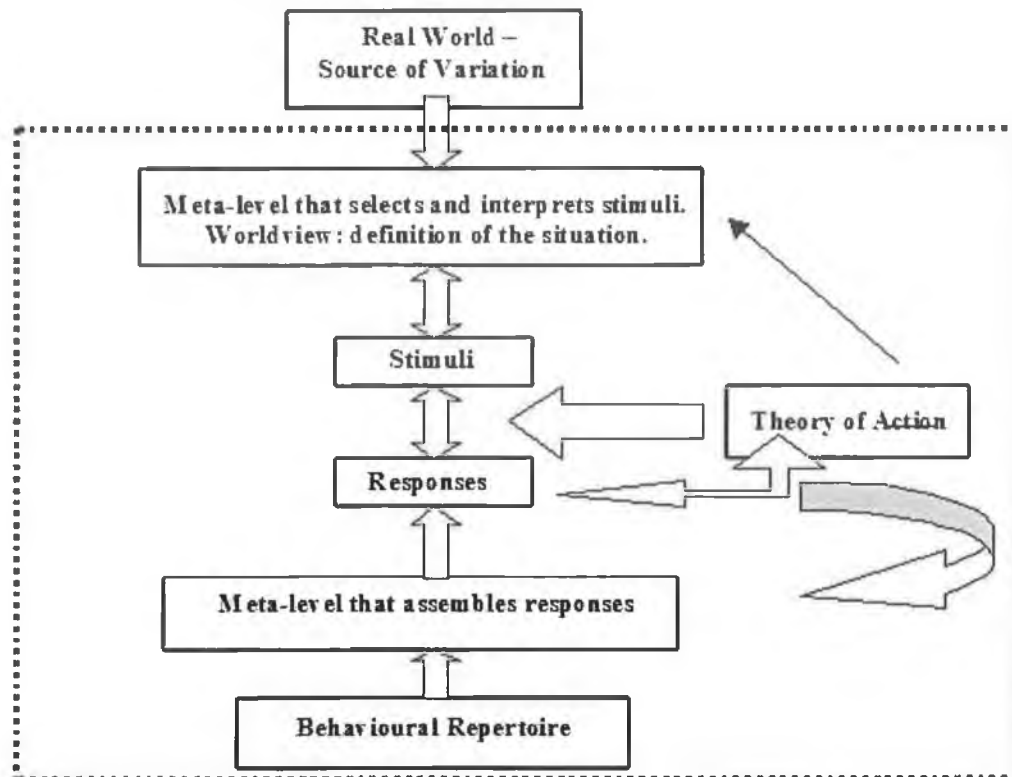 Real World –
Source of Variation
Meta-level that selects and interprets stimuli.
Worldview: definition of the situation.
Stimuli
Theory of Action
Responses
Meta-level that assembles responses
Behavioural Repertoire